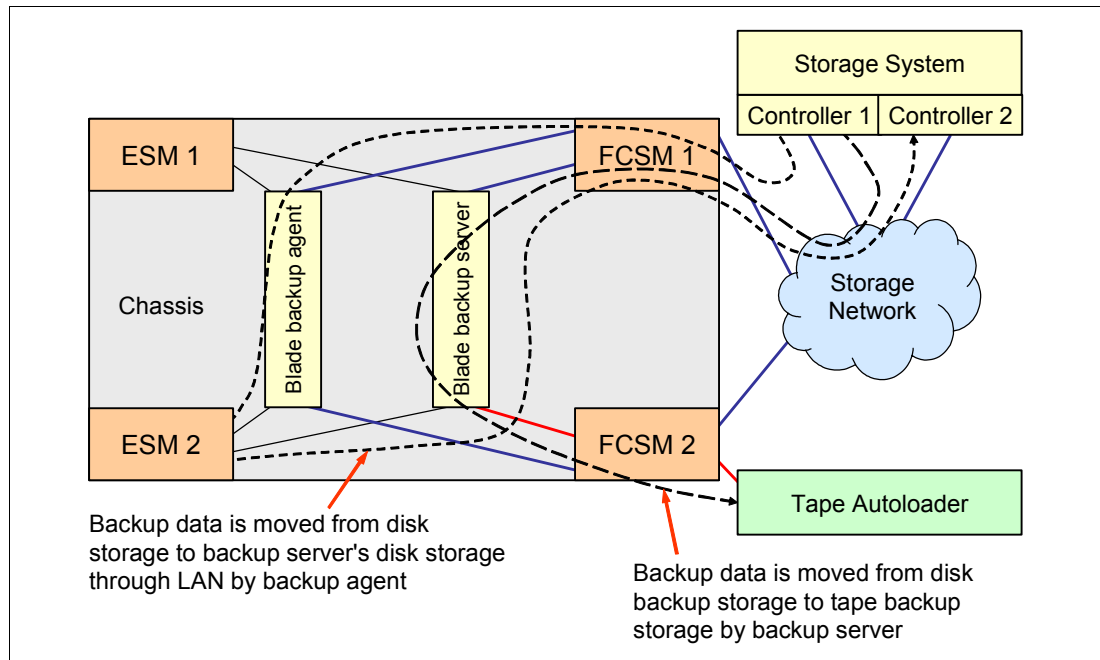 Storage System
Controller 1
Controller 2
ESM 1
FCSM 1
Blade backup agent
Blade backup server
Chassis
Storage
Network
ESM 2
FCSM 2
Tape Autoloader
Backup data is moved from disk
storage to backup server's disk storage
through LAN by backup agent
Backup data is moved from disk
backup storage to tape backup
storage by backup server